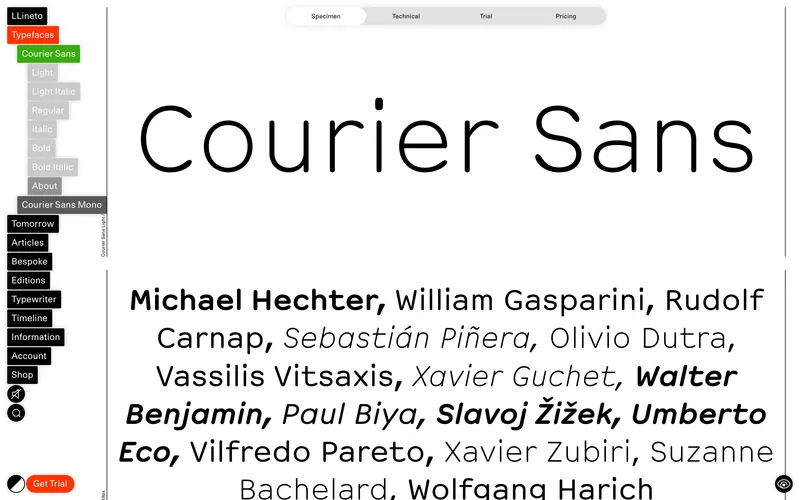 LLineto
Typefaces
Courier Sans
Light
Light Italic
Regular
Italic
Bold
Bold Italic
About
Courier Sans Mono
Tomorrow
Articles
Bespoke
Editions
Typewriter
Timeline
Information
Account
Shop
Get Trial
Specimen
Technical
Trial
Pricing
Courier Sans
Courier Sans Light
Michael Hechter, William Gasparini, Rudolf
Carnap, Sebastián Piñera, Olivio Dutra,
Vassilis Vitsaxis, Xavier Guchet, Walter
Benjamin, Paul Biya, Slavoj Žižek, Umberto
Eco, Vilfredo Pareto, Xavier Zubiri, Suzanne
Bachelard, Wolfgang Harich